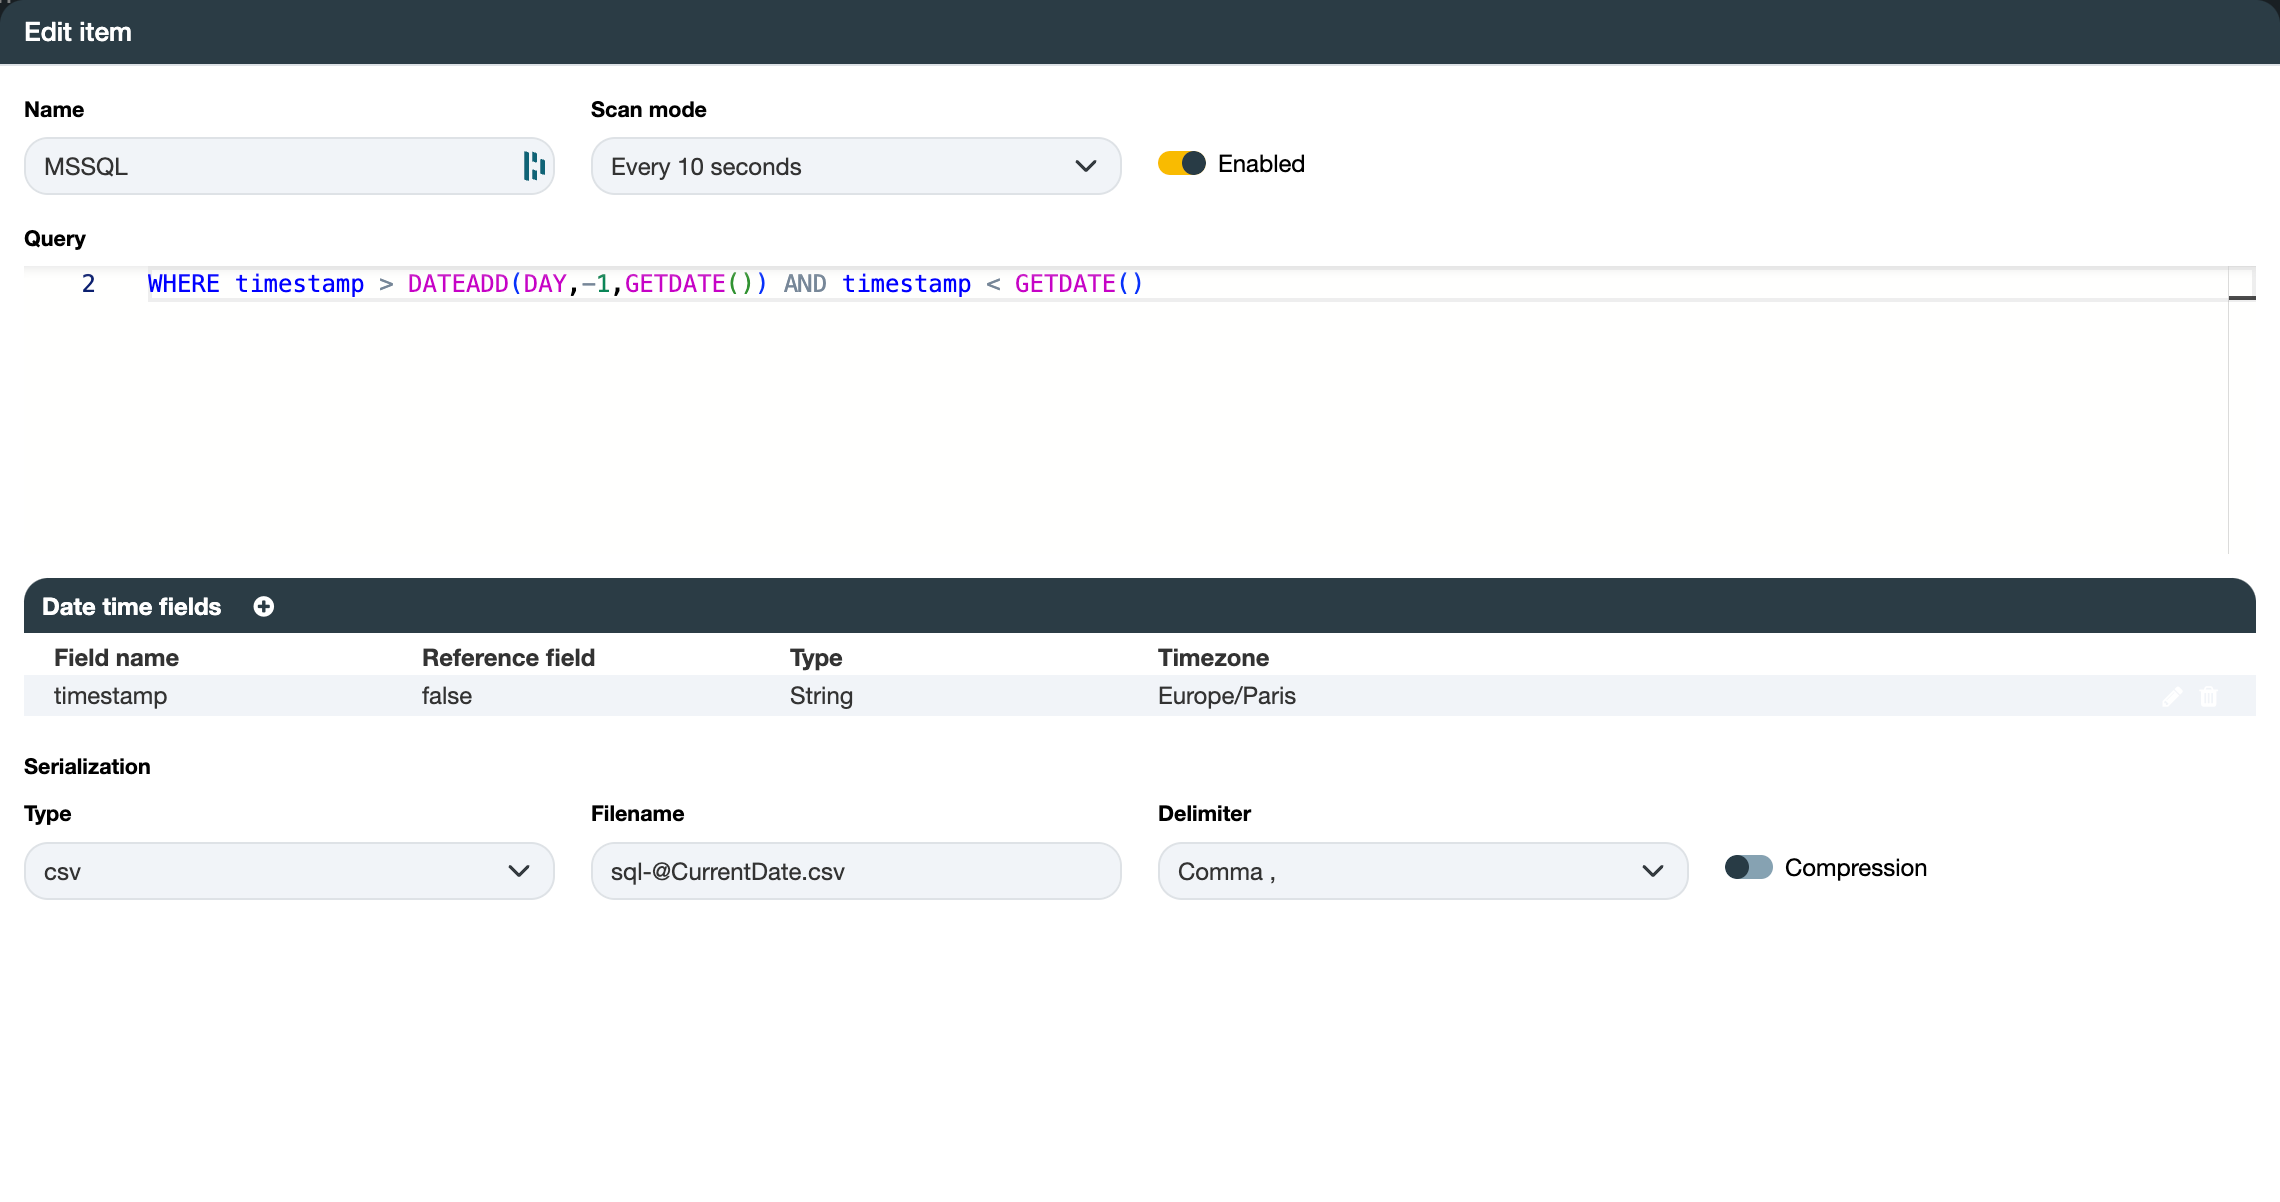 Edit item
Name
Scan mode
MSSQL
Every 10 seconds
Enabled
Query
2 WHERE timestamp > DATEADD(DAY,-1,GETDATE()) AND timestamp < GETDATE()
Date time fields
Field name Reference field Type Timezone
timestamp false String Europe/Paris
Serialization
Type Filename Delimiter
csv sql-@CurrentDate.csv Comma , Compression